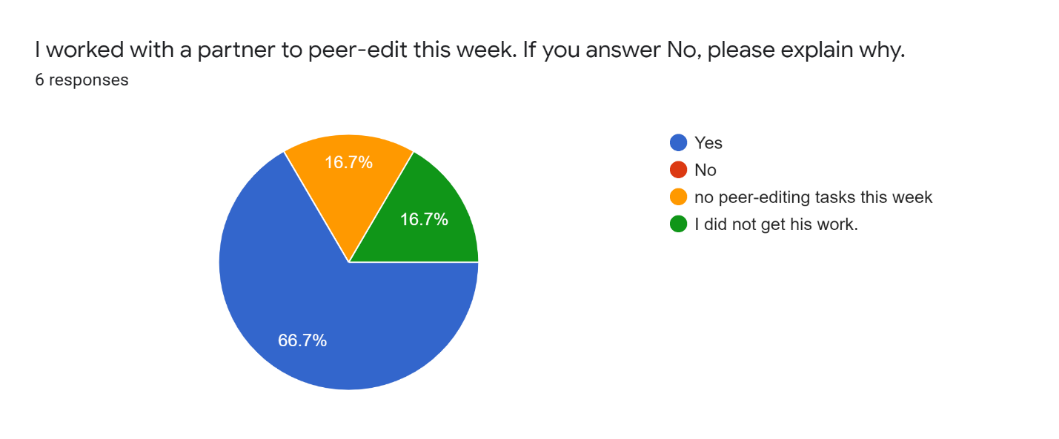 I worked with a partner to peer-edit this week. If you answer No, please explain why.
6 responses
16.7%
16.7%
66.7%
Yes
No
no peer-editing tasks this week
I did not get his work.